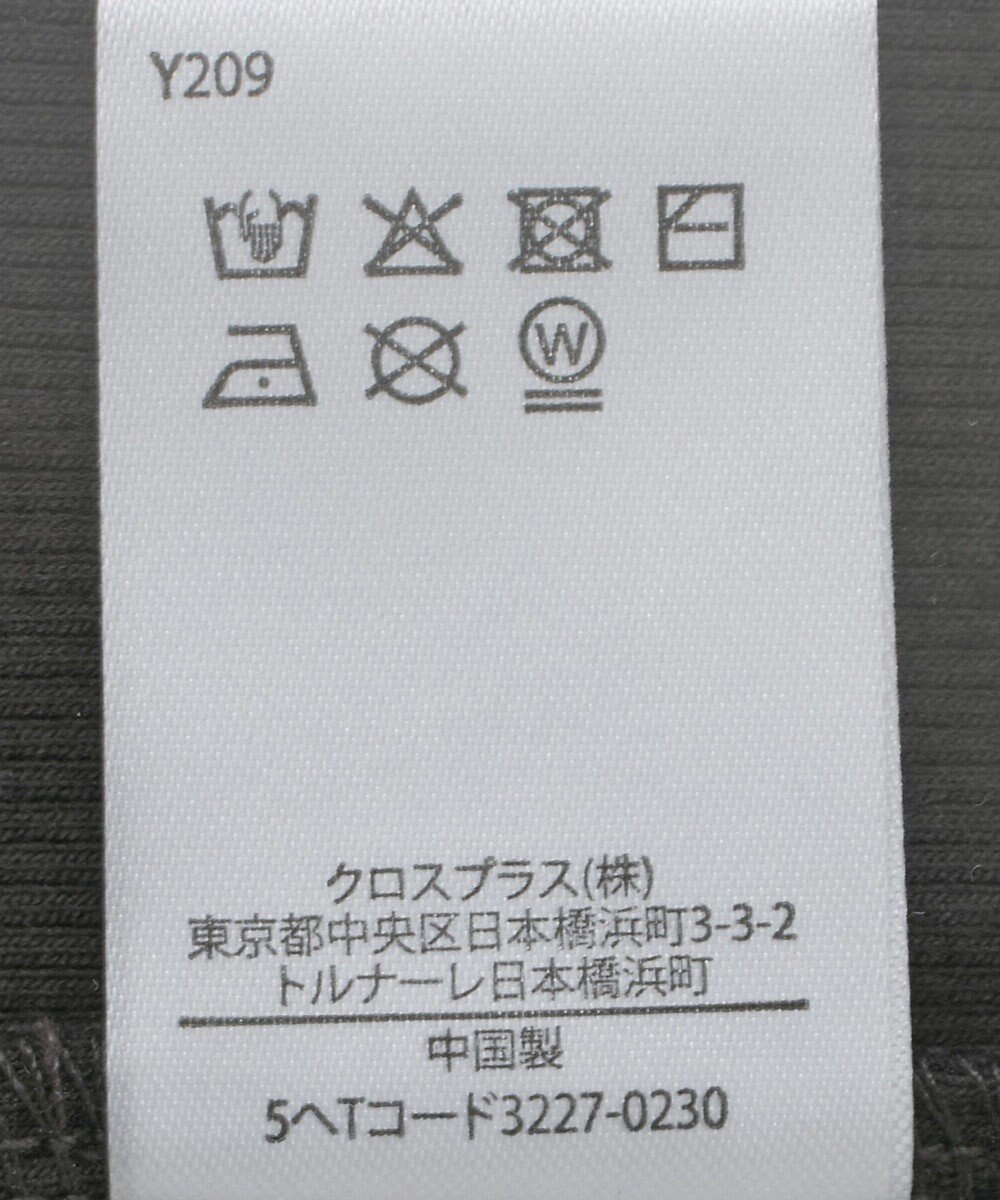 Y209
W
クロスプラス(株)
東京都中央区日本橋浜町3-3-2
トルナーレ日本橋浜町
中国製
5ヘTコード3227-0230